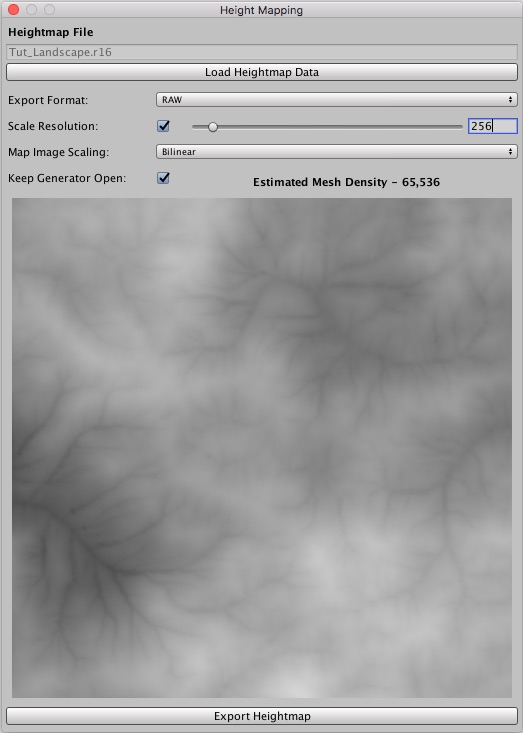 Height Mapping
Heightmap File
Tut_Landscape.r16
Load Heightmap Data
Export Format: RAW
Scale Resolution: 256
Map Image Scaling: Bilinear
Keep Generator Open: Estimated Mesh Density - 65,536
Export Heightmap